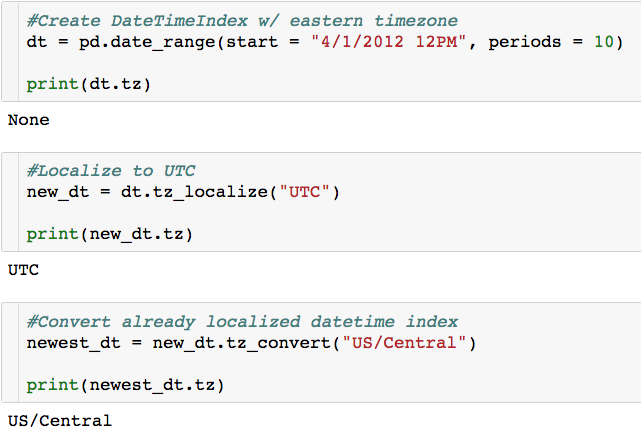 #Create DateTimeIndex w/ eastern timezone
dt = pd.date_range(start = "4/1/2012 12PM", periods = 10)
print(dt.tz)
None
#Localize to UTC
new_dt = dt.tz_localize("UTC")
print(new_dt.tz)
UTC
#Convert already localized datetime index
newest_dt = new_dt.tz_convert("US/Central")
print(newest_dt.tz)
US/Central